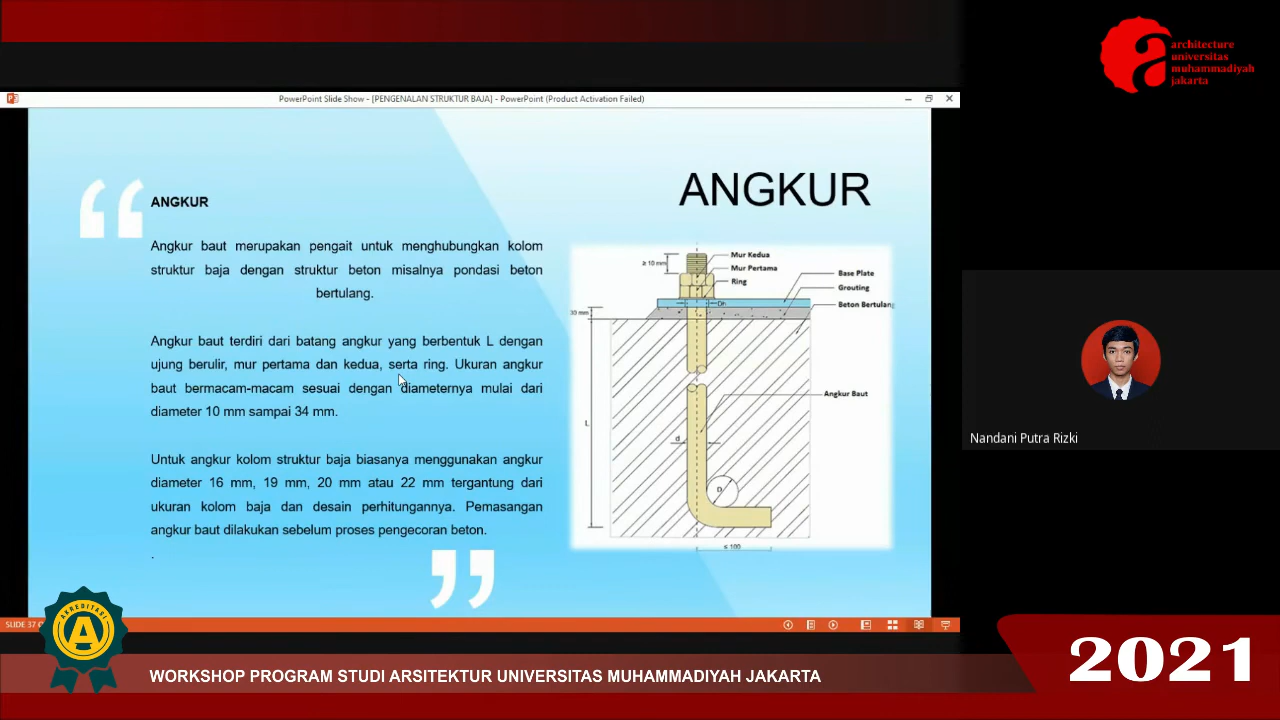 architecture
universitas
muhammadiyah
jakarta
PowerPoint Slide Show - [PENGENALAN STRUKTUR BAJA] - PowerPoint (Product Activation Failed)
ANGKUR
ANGKUR
Angkur baut merupakan pengait untuk menghubungkan kolom
struktur baja dengan struktur beton misalnya pondasi beton
bertulang.
Angkur baut terdiri dari batang angkur yang berbentuk L dengan
ujung berulir, mur pertama dan kedua, serta ring. Ukuran angkur
baut bermacam-macam sesuai dengan diameternya mulai dari
diameter 10 mm sampai 34 mm.
Untuk angkur kolom struktur baja biasanya menggunakan angkur
diameter 16 mm, 19 mm, 20 mm atau 22 mm tergantung dari
ukuran kolom baja dan desain perhitungannya. Pemasangan
angkur baut dilakukan sebelum proses pengecoran beton.
.
≥ 10 mm
Mur Kedua
Mur Pertama
Ring
Base Plate
Grouting
Beton Bertulang
Dh
30 mm
L
Angkur Baut
d
D
≤ 100
Nandani Putra Rizki
SLIDE 37
AKREDITASI
A
WORKSHOP PROGRAM STUDI ARSITEKTUR UNIVERSITAS MUHAMMADIYAH JAKARTA
2021